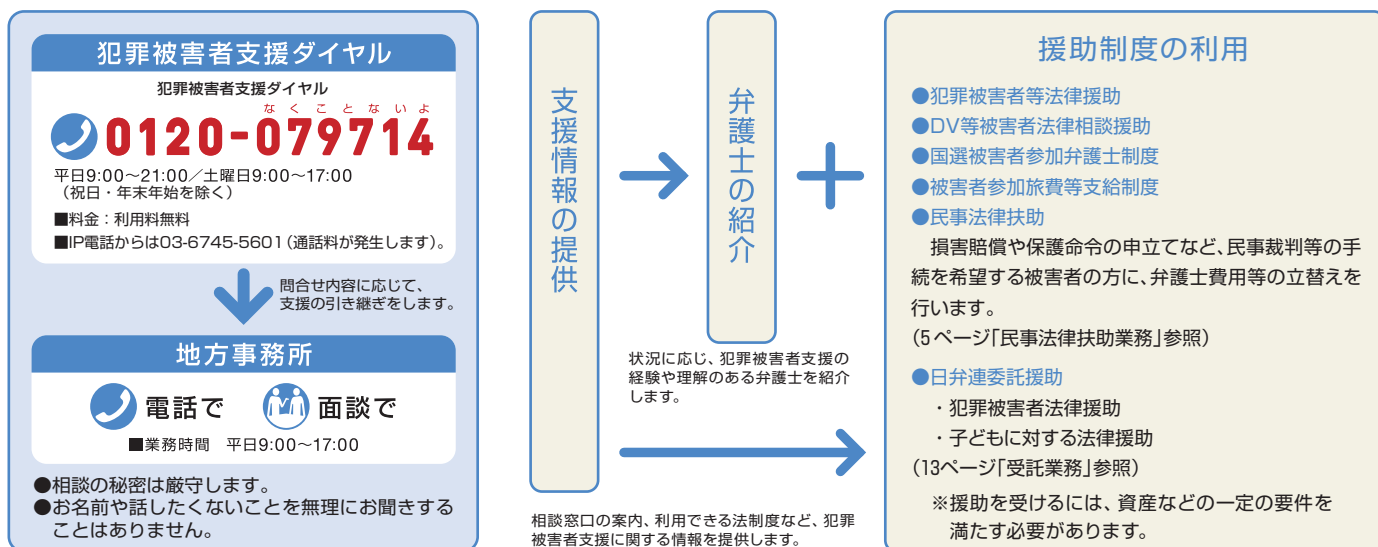 犯罪被害者支援ダイヤル
犯罪被害者支援ダイヤル
なくことないよ
0120-079714
平日9:00〜21:00／土曜日9:00〜17:00
（祝日・年末年始を除く）
■料金：利用料無料
■IP電話からは03-6745-5601（通話料が発生します）。
問合せ内容に応じて、
支援の引き継ぎをします。
地方事務所
電話で 面談で
■業務時間　平日9:00〜17:00
●相談の秘密は厳守します。
●お名前や話したくないことを無理にお聞きする
ことはありません。
支援情報の提供
弁護士の紹介
状況に応じ、犯罪被害者支援の
経験や理解のある弁護士を紹介
します。
相談窓口の案内、利用できる法制度など、犯罪
被害者支援に関する情報を提供します。
援助制度の利用
●犯罪被害者等法律援助
●DV等被害者法律相談援助
●国選被害者参加弁護士制度
●被害者参加旅費等支給制度
●民事法律扶助
損害賠償や保護命令の申立てなど、民事裁判等の手
続を希望する被害者の方に、弁護士費用等の立替えを
行います。
（5ページ「民事法律扶助業務」参照）
●日弁連委託援助
・犯罪被害者法律援助
・子どもに対する法律援助
（13ページ「受託業務」参照）
※援助を受けるには、資産などの一定の要件を
満たす必要があります。